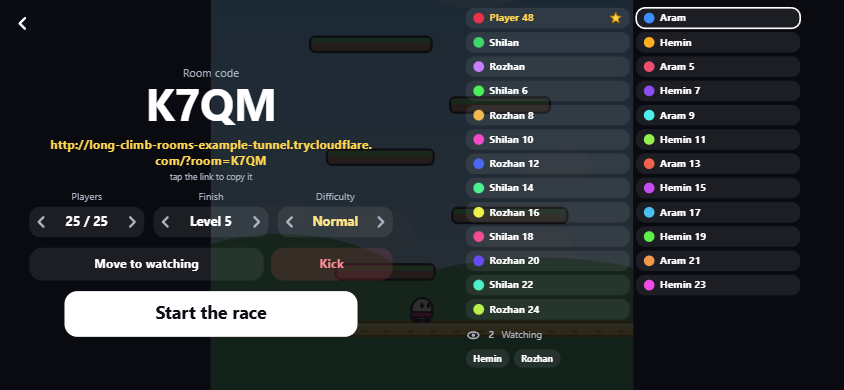 Room code
K7QM
http://long-climb-rooms-example-tunnel.trycloudflare.
com/?room=K7QM
tap the link to copy it
Players
25 / 25
Finish
Level 5
Difficulty
Normal
Move to watching
Kick
Start the race
Player 48
Shilan
Rozhan
Shilan 6
Rozhan 8
Shilan 10
Rozhan 12
Shilan 14
Rozhan 16
Shilan 18
Rozhan 20
Shilan 22
Rozhan 24
2 Watching
Hemin
Rozhan
Aram
Hemin
Aram 5
Hemin 7
Aram 9
Hemin 11
Aram 13
Hemin 15
Aram 17
Hemin 19
Aram 21
Hemin 23